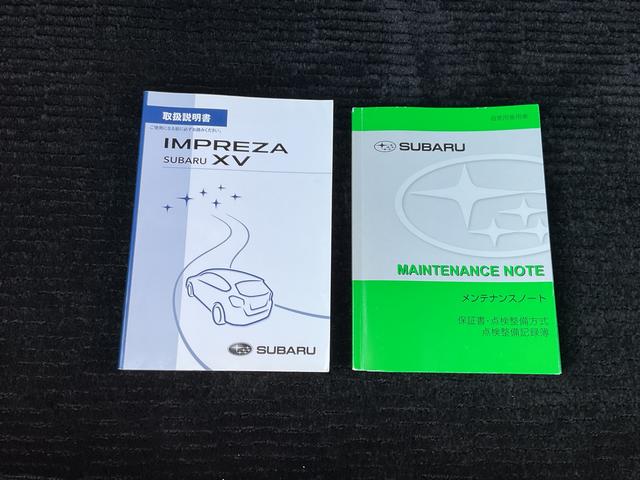 取扱説明書
ご使用になる前に必ずお読みください。
IMPREZA
SUBARU XV
SUBARU
自家用乗用車
SUBARU
MAINTENANCE NOTE
メンテナンスノート
保証書・点検整備方式
点検整備記録簿